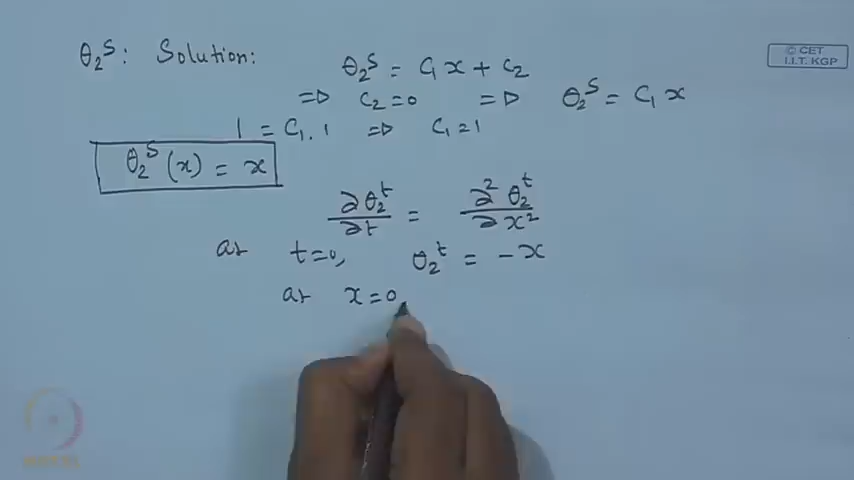 θ₂ˢ: Solution:
θ₂ˢ = C₁x + C₂
© CET
I.I.T. KGP
⇒ C₂ = 0 ⇒ θ₂ˢ = C₁x
1 = C₁.1 ⇒ C₁ = 1
θ₂ˢ(x) = x
∂θ₂ᵗ/∂t = ∂²θ₂ᵗ/∂x²
at t=0, θ₂ᵗ = -x
at x=0